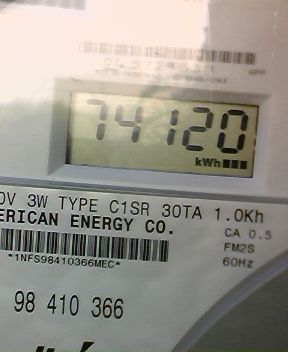 74120
kWh
0V 3W TYPE C1SR 30TA 1.0Kh
ERICAN ENERGY CO.
CA 0.5
FM2S
*1NFS98410366MEC*
60Hz
98 410 366